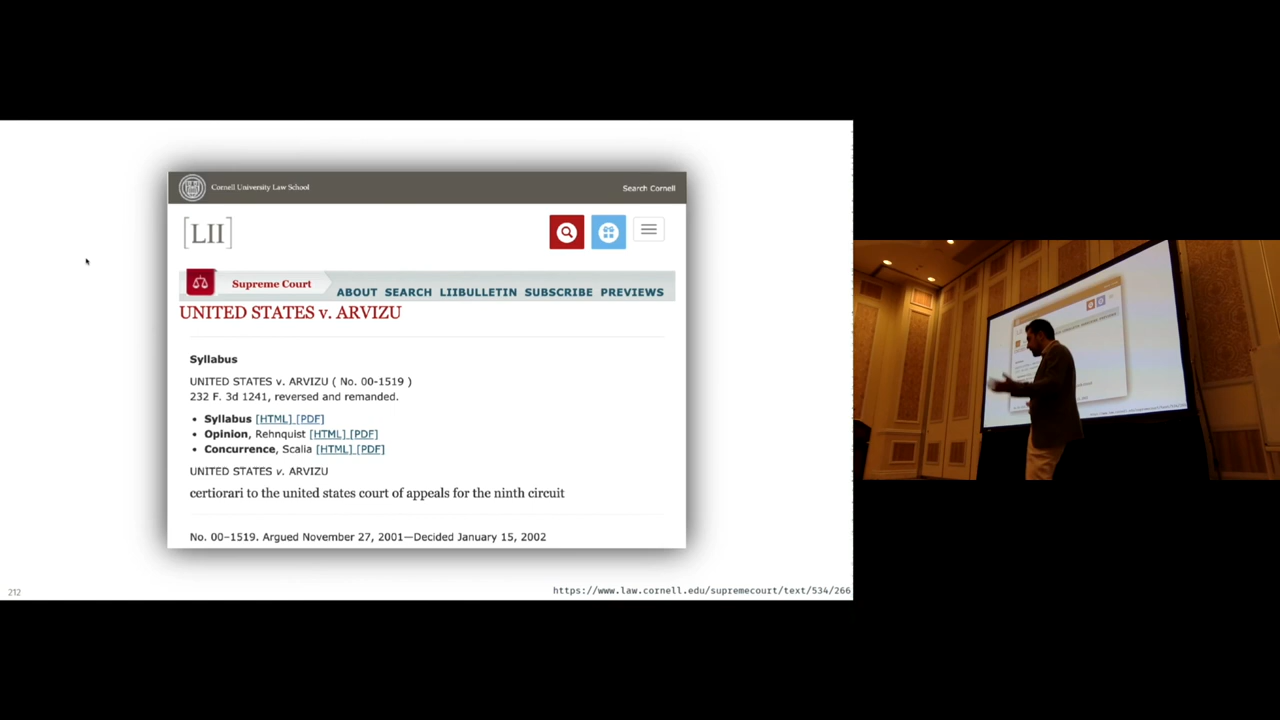 Cornell University Law School
Search Cornell
[LII]
Supreme Court
ABOUT SEARCH LIIBULLETIN SUBSCRIBE PREVIEWS
UNITED STATES v. ARVIZU
Syllabus
UNITED STATES v. ARVIZU ( No. 00-1519 )
232 F. 3d 1241, reversed and remanded.
• Syllabus [HTML] [PDF]
• Opinion, Rehnquist [HTML] [PDF]
• Concurrence, Scalia [HTML] [PDF]
UNITED STATES v. ARVIZU
certiorari to the united states court of appeals for the ninth circuit
No. 00–1519. Argued November 27, 2001—Decided January 15, 2002
212
https://www.law.cornell.edu/supremecourt/text/534/266